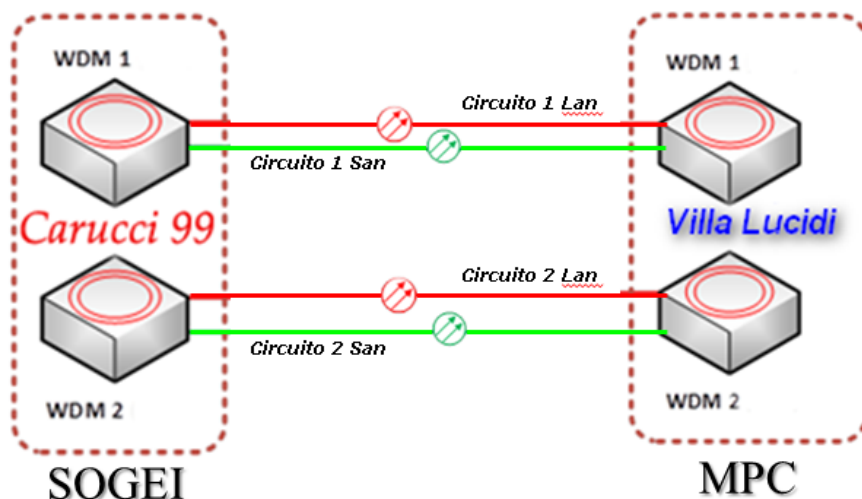 WDM 1
WDM 1
Circuito 1 Lan
Circuito 1 San
Carucci 99
Villa Lucidi
Circuito 2 Lan
Circuito 2 San
WDM 2
WDM 2
SOGEI
MPC